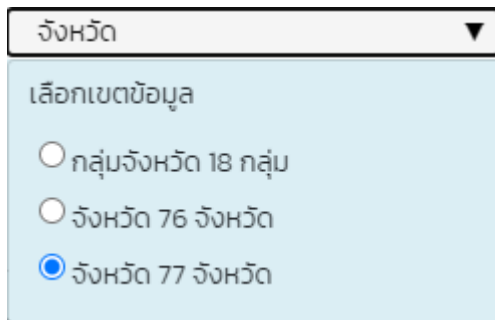 จังหวัด ▼
เลือกเขตข้อมูล
กลุ่มจังหวัด 18 กลุ่ม
จังหวัด 76 จังหวัด
จังหวัด 77 จังหวัด